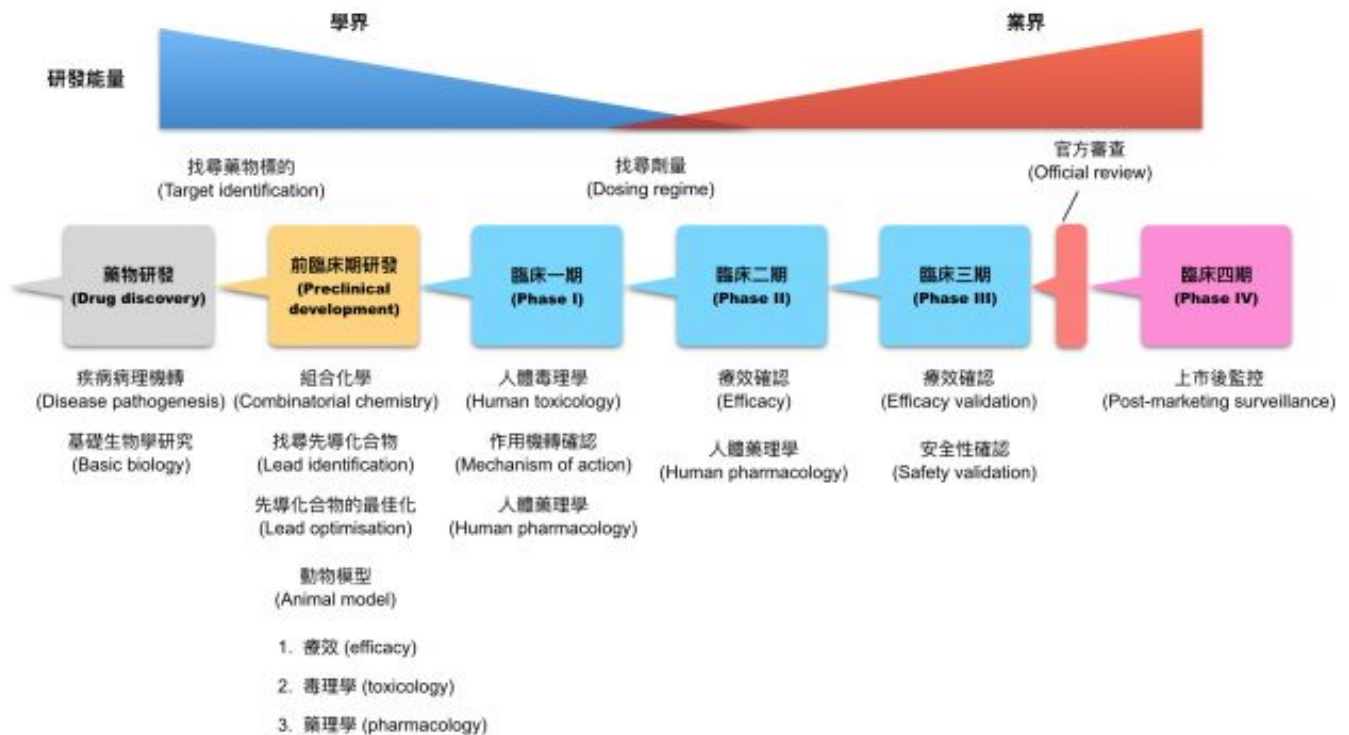 學界
業界
研發能量
找尋藥物標的
(Target identification)
找尋劑量
(Dosing regime)
官方審查
(Official review)
藥物研發
(Drug discovery)
前臨床期研發
(Preclinical
development)
臨床一期
(Phase I)
臨床二期
(Phase II)
臨床三期
(Phase III)
臨床四期
(Phase IV)
疾病病理機轉
(Disease pathogenesis)
基礎生物學研究
(Basic biology)
組合化學
(Combinatorial chemistry)
找尋先導化合物
(Lead identification)
先導化合物的最佳化
(Lead optimisation)
動物模型
(Animal model)
1. 療效 (efficacy)
2. 毒理學 (toxicology)
3. 藥理學 (pharmacology)
人體毒理學
(Human toxicology)
作用機轉確認
(Mechanism of action)
人體藥理學
(Human pharmacology)
療效確認
(Efficacy)
人體藥理學
(Human pharmacology)
療效確認
(Efficacy validation)
安全性確認
(Safety validation)
上市後監控
(Post-marketing surveillance)